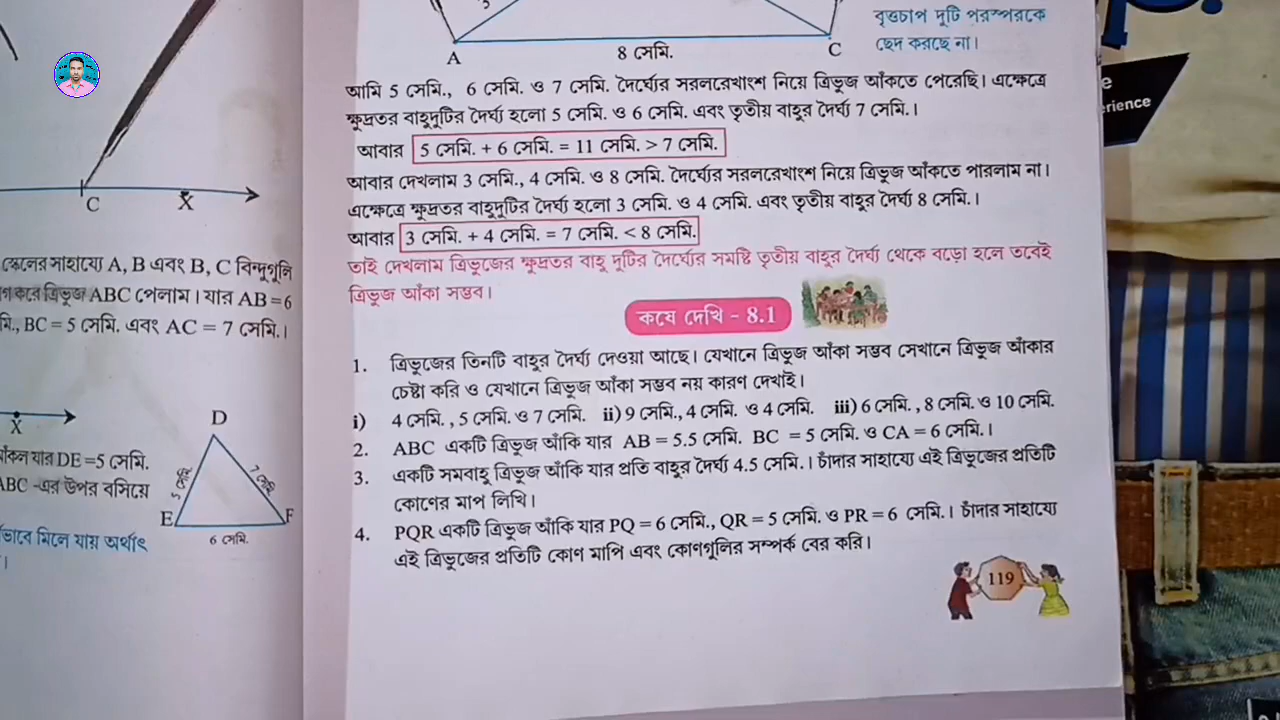 বৃত্তচাপ দুটি পরস্পরকে
ছেদ করছে না।
A
8 সেমি.
C
আমি 5 সেমি., 6 সেমি. ও 7 সেমি. দৈর্ঘ্যের সরলরেখাংশ নিয়ে ত্রিভুজ আঁকতে পেরেছি। এক্ষেত্রে
ক্ষুদ্রতর বাহুদুটির দৈর্ঘ্য হলো 5 সেমি. ও 6 সেমি. এবং তৃতীয় বাহুর দৈর্ঘ্য 7 সেমি.।
আবার 5 সেমি. + 6 সেমি. = 11 সেমি. > 7 সেমি.
আবার দেখলাম 3 সেমি., 4 সেমি. ও 8 সেমি. দৈর্ঘ্যের সরলরেখাংশ নিয়ে ত্রিভুজ আঁকতে পারলাম না।
এক্ষেত্রে ক্ষুদ্রতর বাহুদুটির দৈর্ঘ্য হলো 3 সেমি. ও 4 সেমি. এবং তৃতীয় বাহুর দৈর্ঘ্য 8 সেমি.।
আবার 3 সেমি. + 4 সেমি. = 7 সেমি. < 8 সেমি.
তাই দেখলাম ত্রিভুজের ক্ষুদ্রতর বাহু দুটির দৈর্ঘ্যের সমষ্টি তৃতীয় বাহুর দৈর্ঘ্য থেকে বড়ো হলে তবেই
ত্রিভুজ আঁকা সম্ভব।
কষে দেখি - 8.1
1. ত্রিভুজের তিনটি বাহুর দৈর্ঘ্য দেওয়া আছে। যেখানে ত্রিভুজ আঁকা সম্ভব সেখানে ত্রিভুজ আঁকার
চেষ্টা করি ও যেখানে ত্রিভুজ আঁকা সম্ভব নয় কারণ দেখাই।
i) 4 সেমি. , 5 সেমি. ও 7 সেমি. ii) 9 সেমি., 4 সেমি. ও 4 সেমি. iii) 6 সেমি. , 8 সেমি. ও 10 সেমি.
2. ABC একটি ত্রিভুজ আঁকি যার AB = 5.5 সেমি. BC = 5 সেমি. ও CA = 6 সেমি.।
3. একটি সমবাহু ত্রিভুজ আঁকি যার প্রতি বাহুর দৈর্ঘ্য 4.5 সেমি.। চাঁদার সাহায্যে এই ত্রিভুজের প্রতিটি
কোণের মাপ লিখি।
4. PQR একটি ত্রিভুজ আঁকি যার PQ = 6 সেমি., QR = 5 সেমি. ও PR = 6 সেমি.। চাঁদার সাহায্যে
এই ত্রিভুজের প্রতিটি কোণ মাপি এবং কোণগুলির সম্পর্ক বের করি।
119
C
X
স্কেলের সাহায্যে A, B এবং B, C বিন্দুগুলি
করে ত্রিভুজ ABC পেলাম। যার AB = 6
BC = 5 সেমি. এবং AC = 7 সেমি.।
X
যার DE =5 সেমি.
ABC -এর উপর বসিয়ে
মিলে যায় অর্থাৎ
D
5 সেমি
7 সেমি
E
F
6 সেমি.